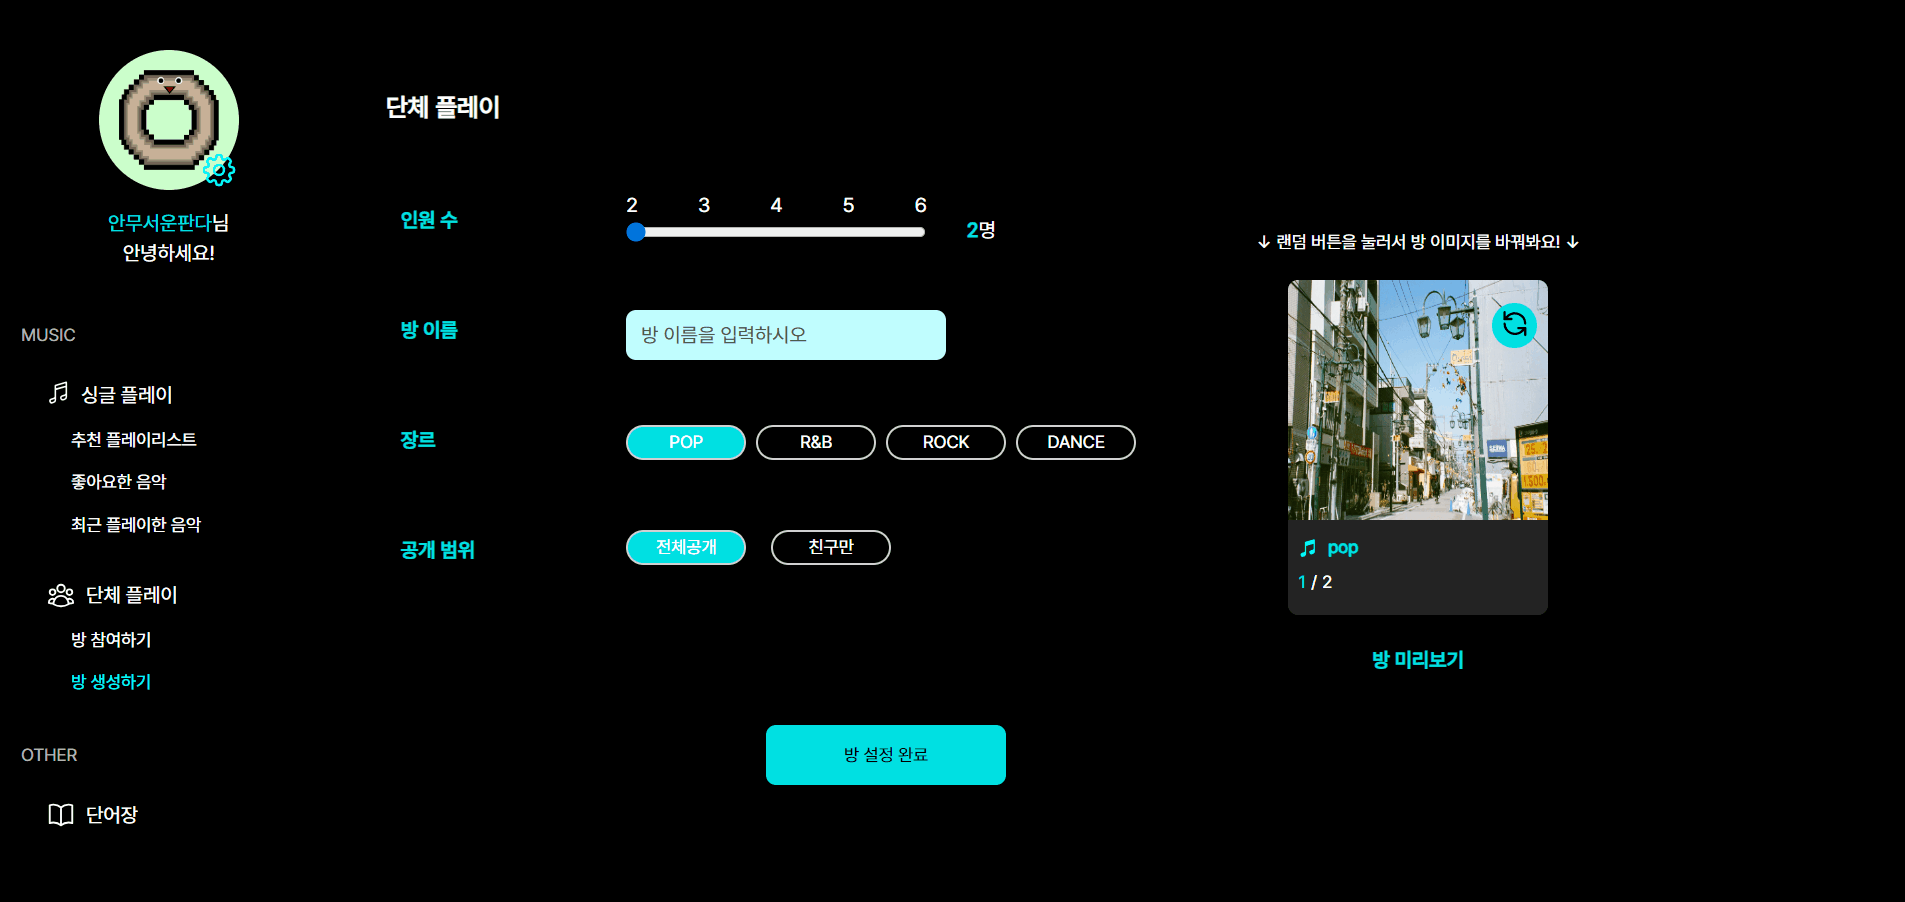 안무서운판다님
안녕하세요!
MUSIC
싱글 플레이
추천 플레이리스트
좋아요한 음악
최근 플레이한 음악
단체 플레이
방 참여하기
방 생성하기
OTHER
단어장
단체 플레이
인원 수
2 3 4 5 6
2명
방 이름
방 이름을 입력하시오
장르
POP R&B ROCK DANCE
공개 범위
전체공개 친구만
방 설정 완료
↓ 랜덤 버튼을 눌러서 방 이미지를 바꿔봐요! ↓
pop
1 / 2
방 미리보기